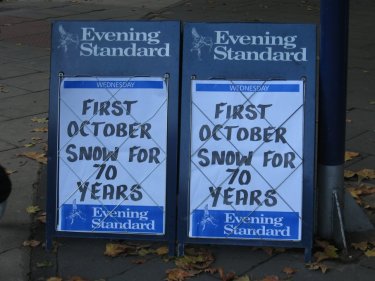 Evening
Standard
WEDNESDAY
FIRST
OCTOBER
SNOW FOR
70
YEARS
Evening
Standard
Evening
Standard
WEDNESDAY
FIRST
OCTOBER
SNOW FOR
70
YEARS
Evening
Standard